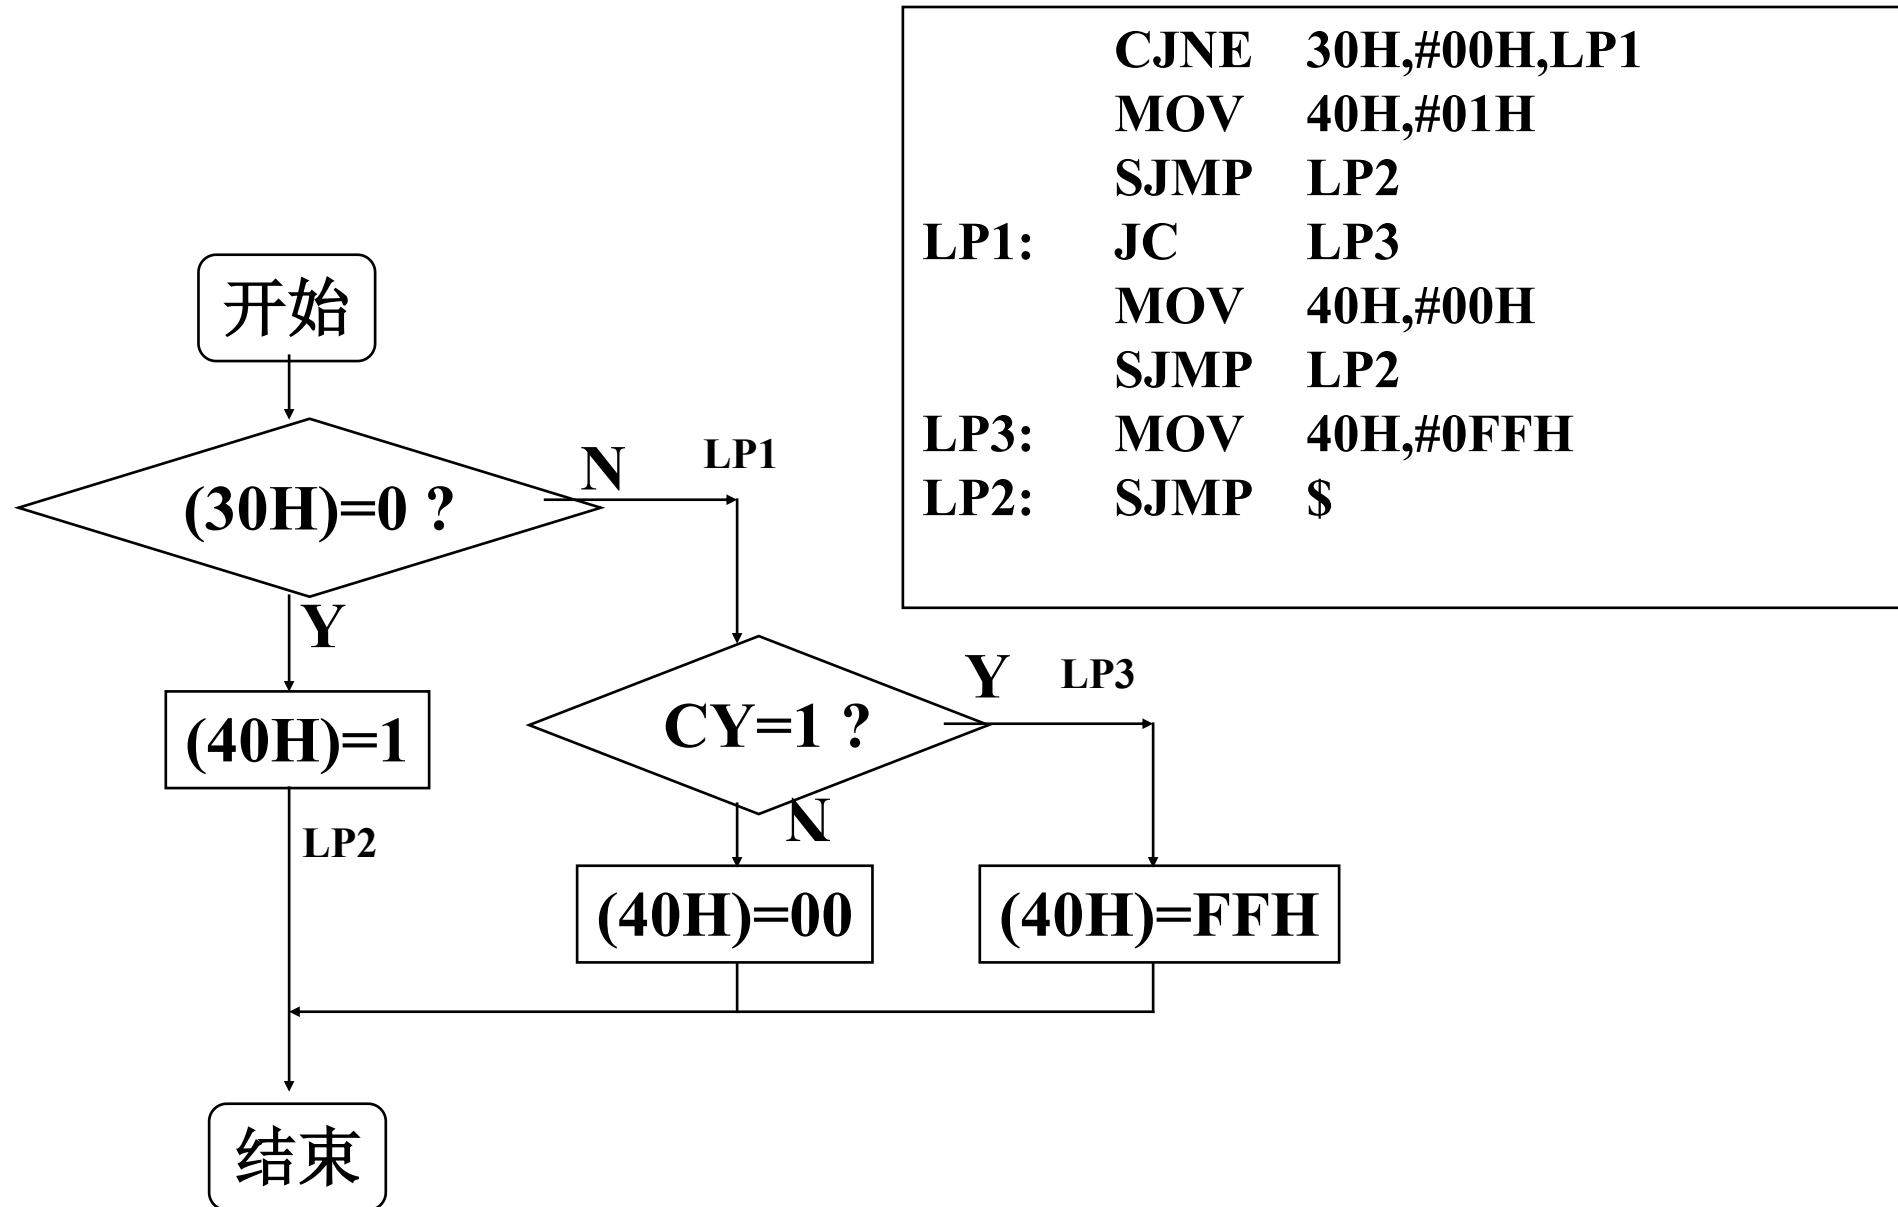 CJNE 30H,#00H,LP1
MOV 40H,#01H
SJMP LP2
LP1: JC LP3
MOV 40H,#00H
SJMP LP2
LP3: MOV 40H,#0FFH
LP2: SJMP $
开始
(30H)=0 ?
N
LP1
Y
(40H)=1
LP2
CY=1 ?
Y
LP3
N
(40H)=00
(40H)=FFH
结束